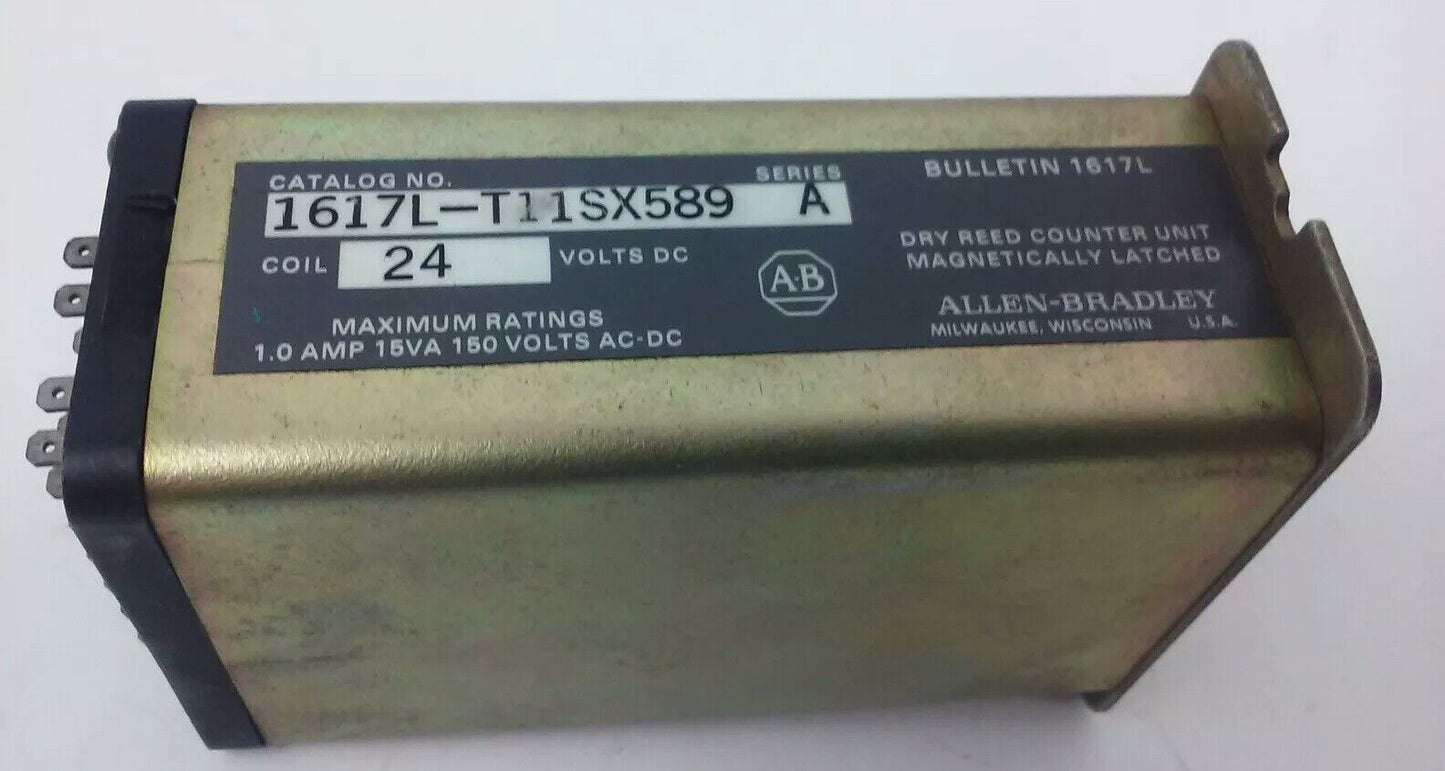 CATALOG NO. SERIES
1617L-T11SX589 A
COIL 24 VOLTS DC
MAXIMUM RATINGS
1.0 AMP 15VA 150 VOLTS AC-DC
A·B
BULLETIN 1617L
DRY REED COUNTER UNIT
MAGNETICALLY LATCHED
ALLEN-BRADLEY
MILWAUKEE, WISCONSIN U.S.A.